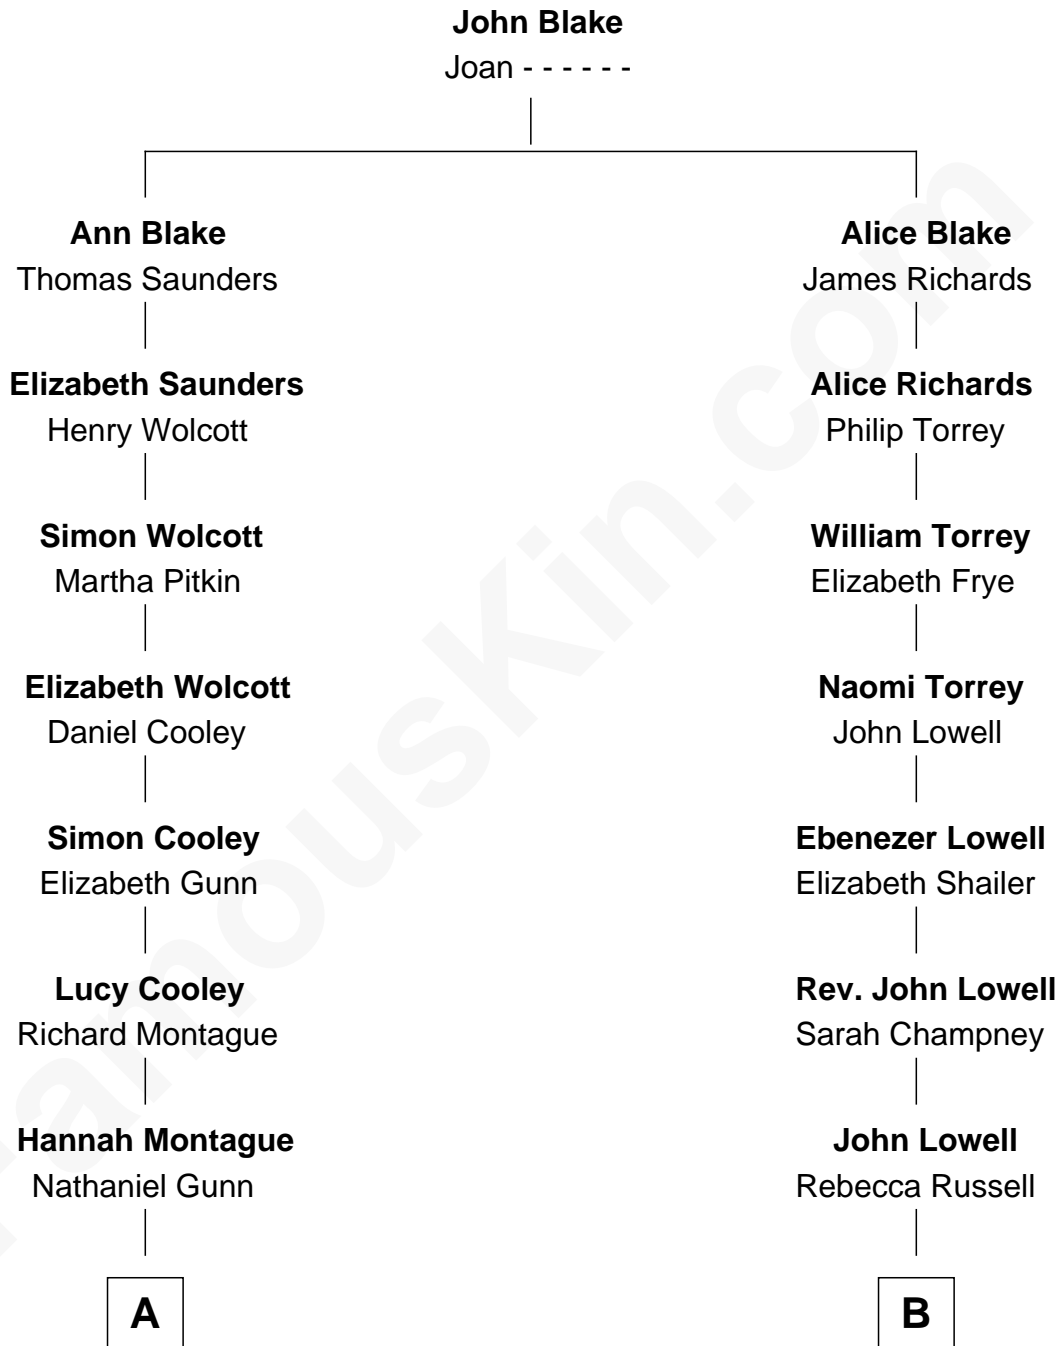 John Blake
Joan - - - - - -
Ann Blake
Thomas Saunders
Alice Blake
James Richards
Elizabeth Saunders
Henry Wolcott
Alice Richards
Philip Torrey
Simon Wolcott
Martha Pitkin
William Torrey
Elizabeth Frye
Elizabeth Wolcott
Daniel Cooley
Naomi Torrey
John Lowell
Simon Cooley
Elizabeth Gunn
Ebenezer Lowell
Elizabeth Shailer
Lucy Cooley
Richard Montague
Rev. John Lowell
Sarah Champney
Hannah Montague
Nathaniel Gunn
John Lowell
Rebecca Russell
A
B
FamousKin.com